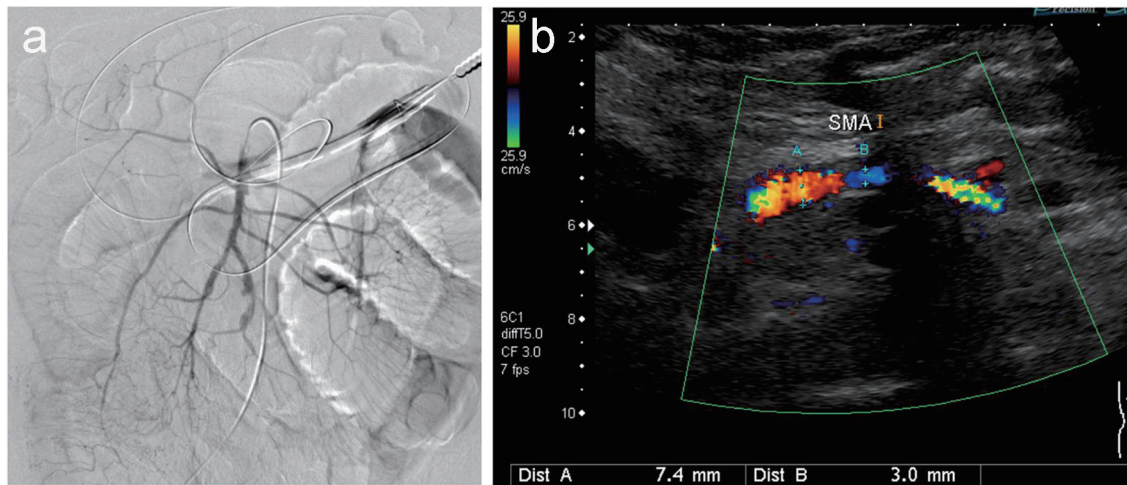 a
b
Precision
25.9
25.9
cm/s
2
4
6
8
10
SMA I
A
B
6C1
diffT5.0
CF 3.0
7 fps
Dist A 7.4 mm Dist B 3.0 mm